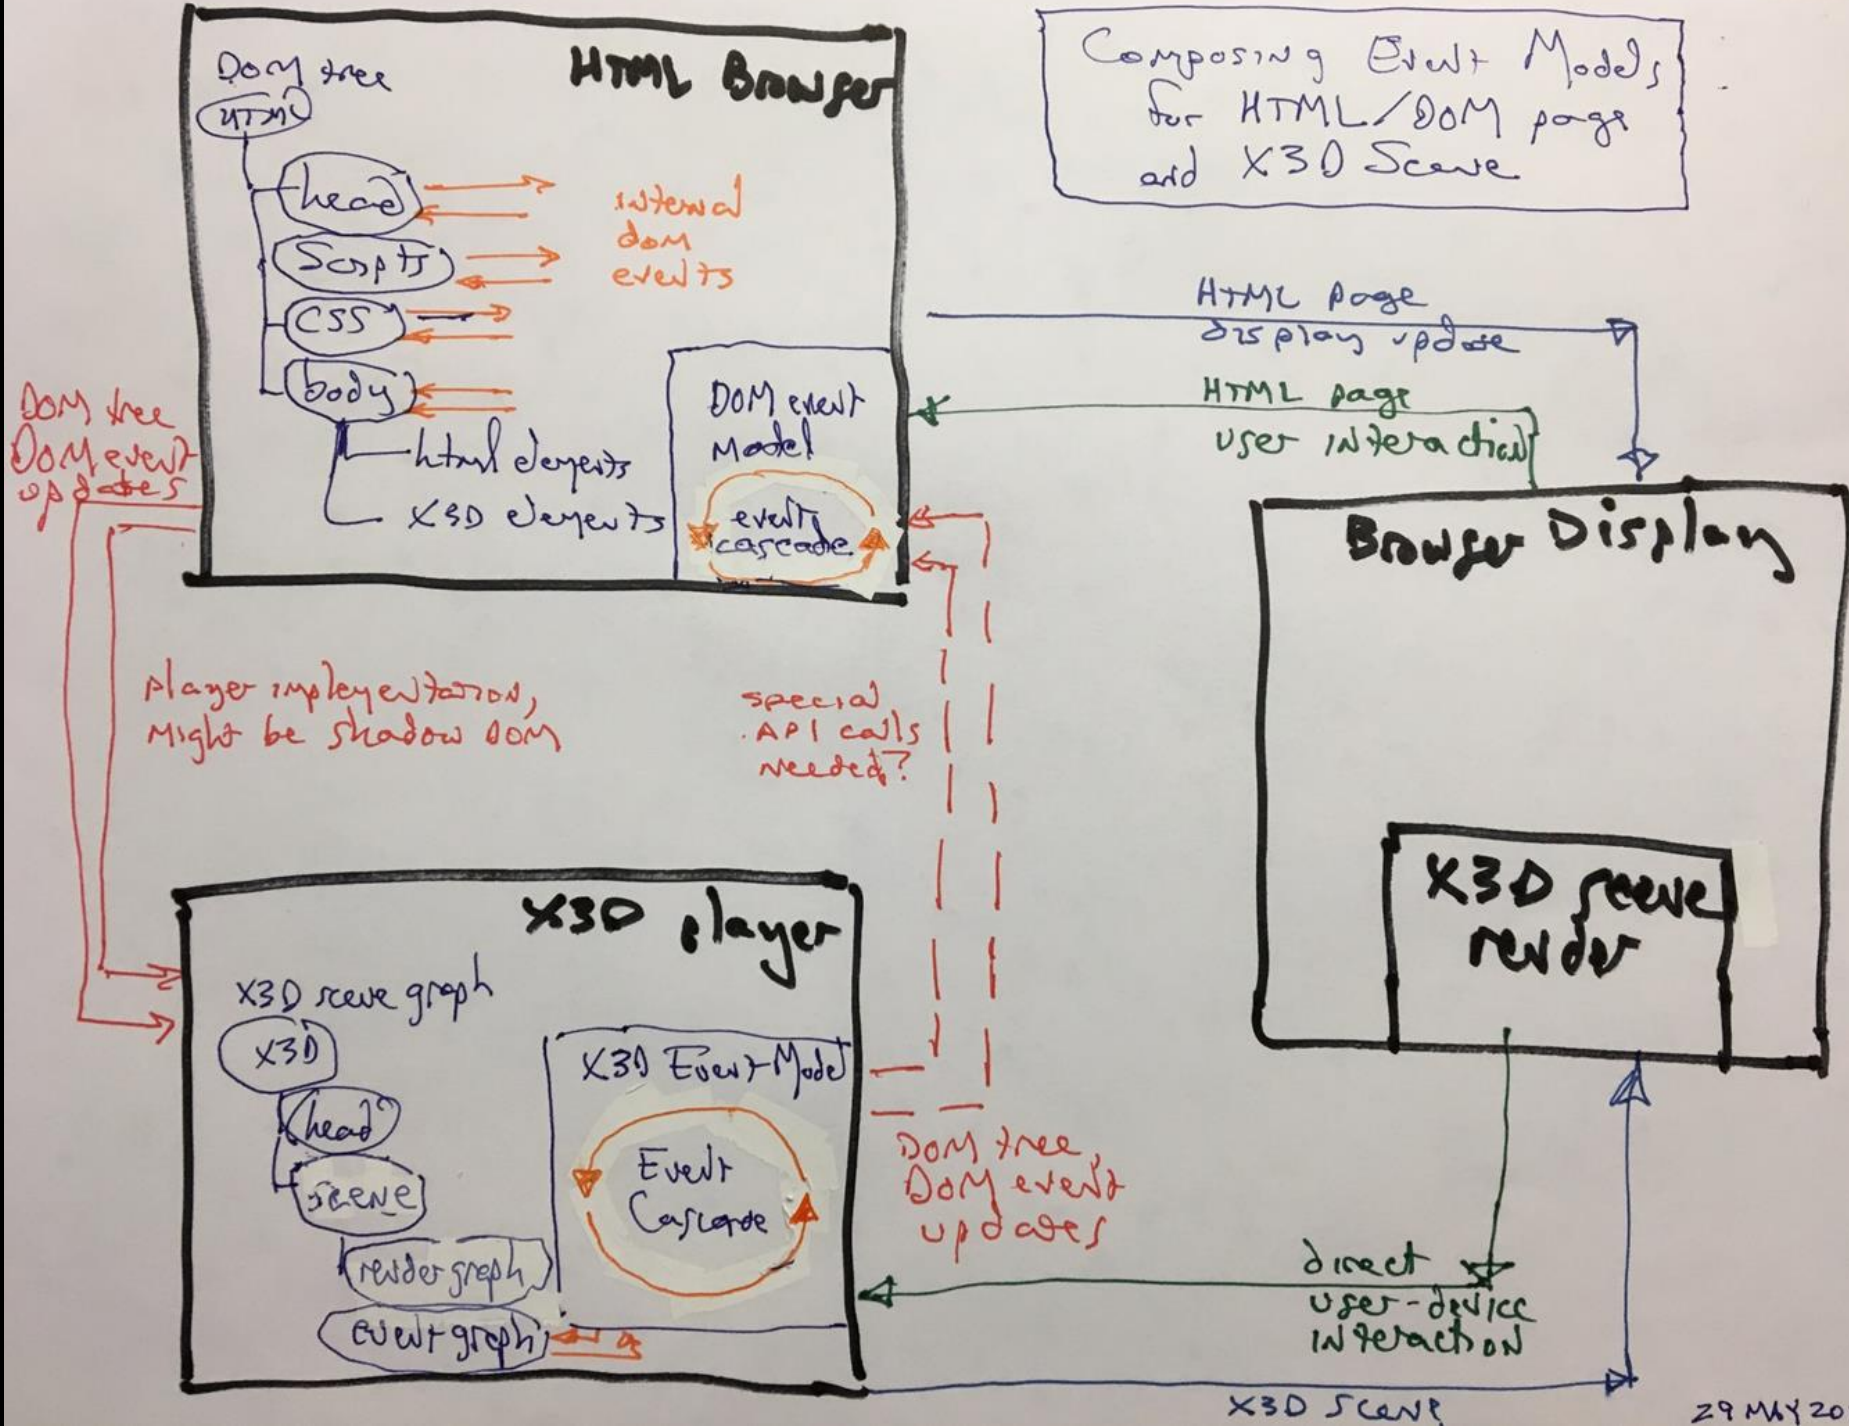 Composing Event Models
for HTML/DOM page
and X3D Scene
HTML Browser
DOM tree
HTML
head
Scripts
CSS
body
html elements
X3D elements
internal
dom
events
DOM event
Model
event
cascade
HTML page
display update
HTML page
user interaction
DOM tree
DOM event
updates
player implementation,
might be shadow DOM
special
API calls
needed?
Browser Display
X3D scene
render
X3D player
X3D scene graph
X3D
head
scene
render graph
event graph
X3D Event Model
Event
Cascade
DOM tree,
DOM event
updates
direct
user-device
interaction
X3D Scene
29 MAY 20